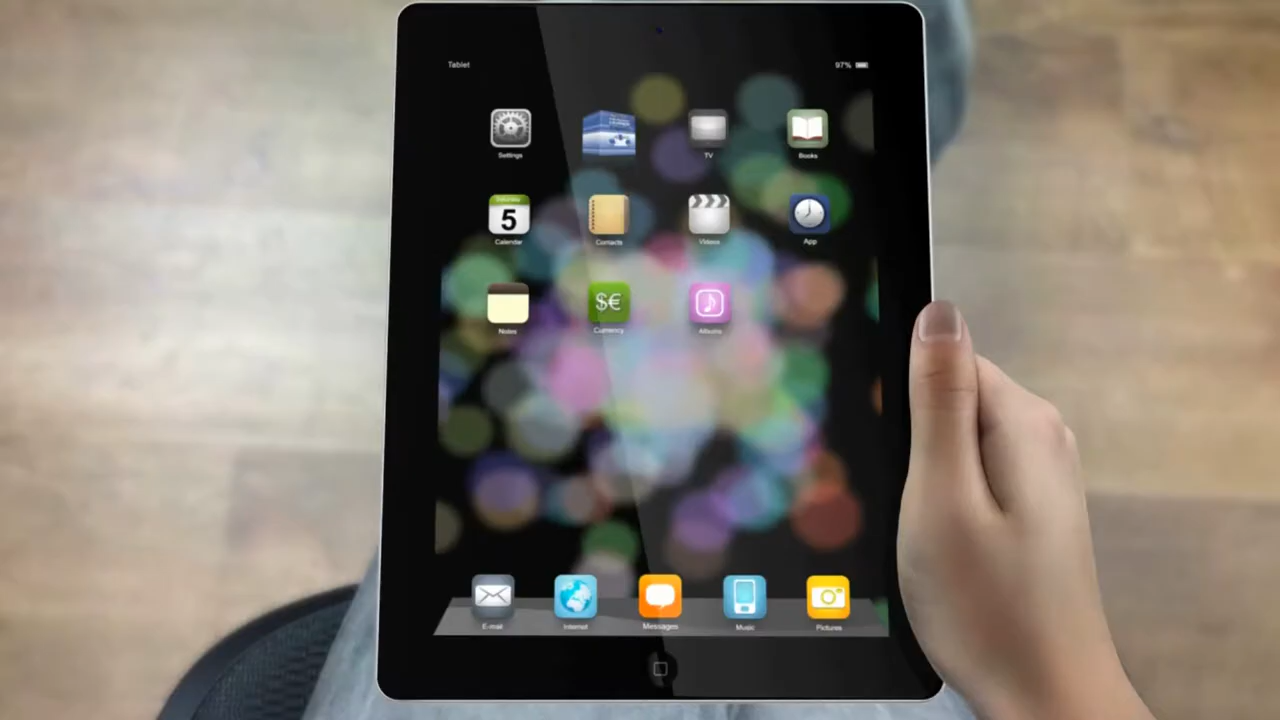 Tablet
97%
Settings
TV
Books
5
Calendar
Contacts
Videos
App
Notes
$€
Currency
Albums
E-mail
Internet
Messages
Music
Pictures